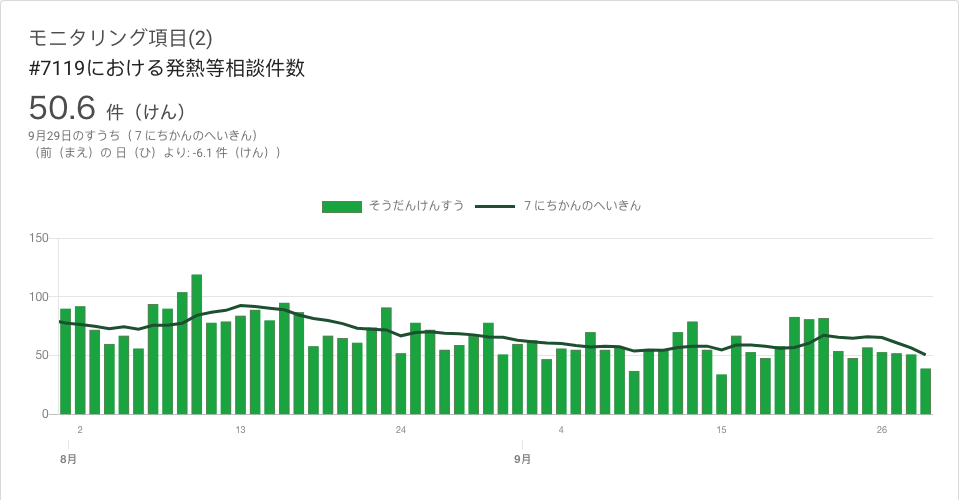 モニタリング項目(2)
#7119における発熱等相談件数
50.6 件（けん）
9月29日のすうち（７にちかんのへいきん）
（前（まえ）の 日（ひ）より: -6.1 件（けん））
そうだんけんすう
７にちかんのへいきん
150
100
50
0
2
13
24
4
15
26
8月
9月